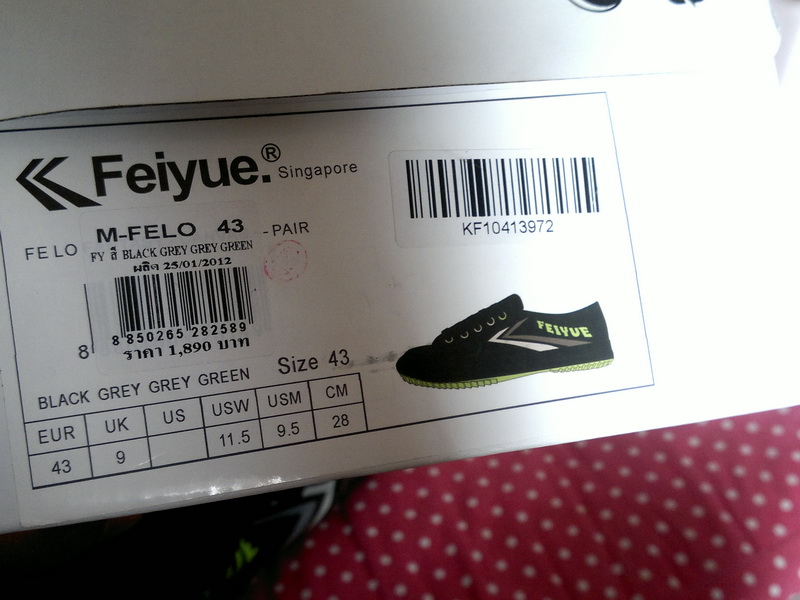 Feiyue.® Singapore
KF10413972
FELO
M-FELO 43
-PAIR
FY สี BLACK GREY GREY GREEN
ผลิต 25/01/2012
8 850265 282589
ราคา 1,890 บาท
8
BLACK GREY GREY GREEN
Size 43
FEIYUE
EUR UK US USW USM CM
43 9 11.5 9.5 28